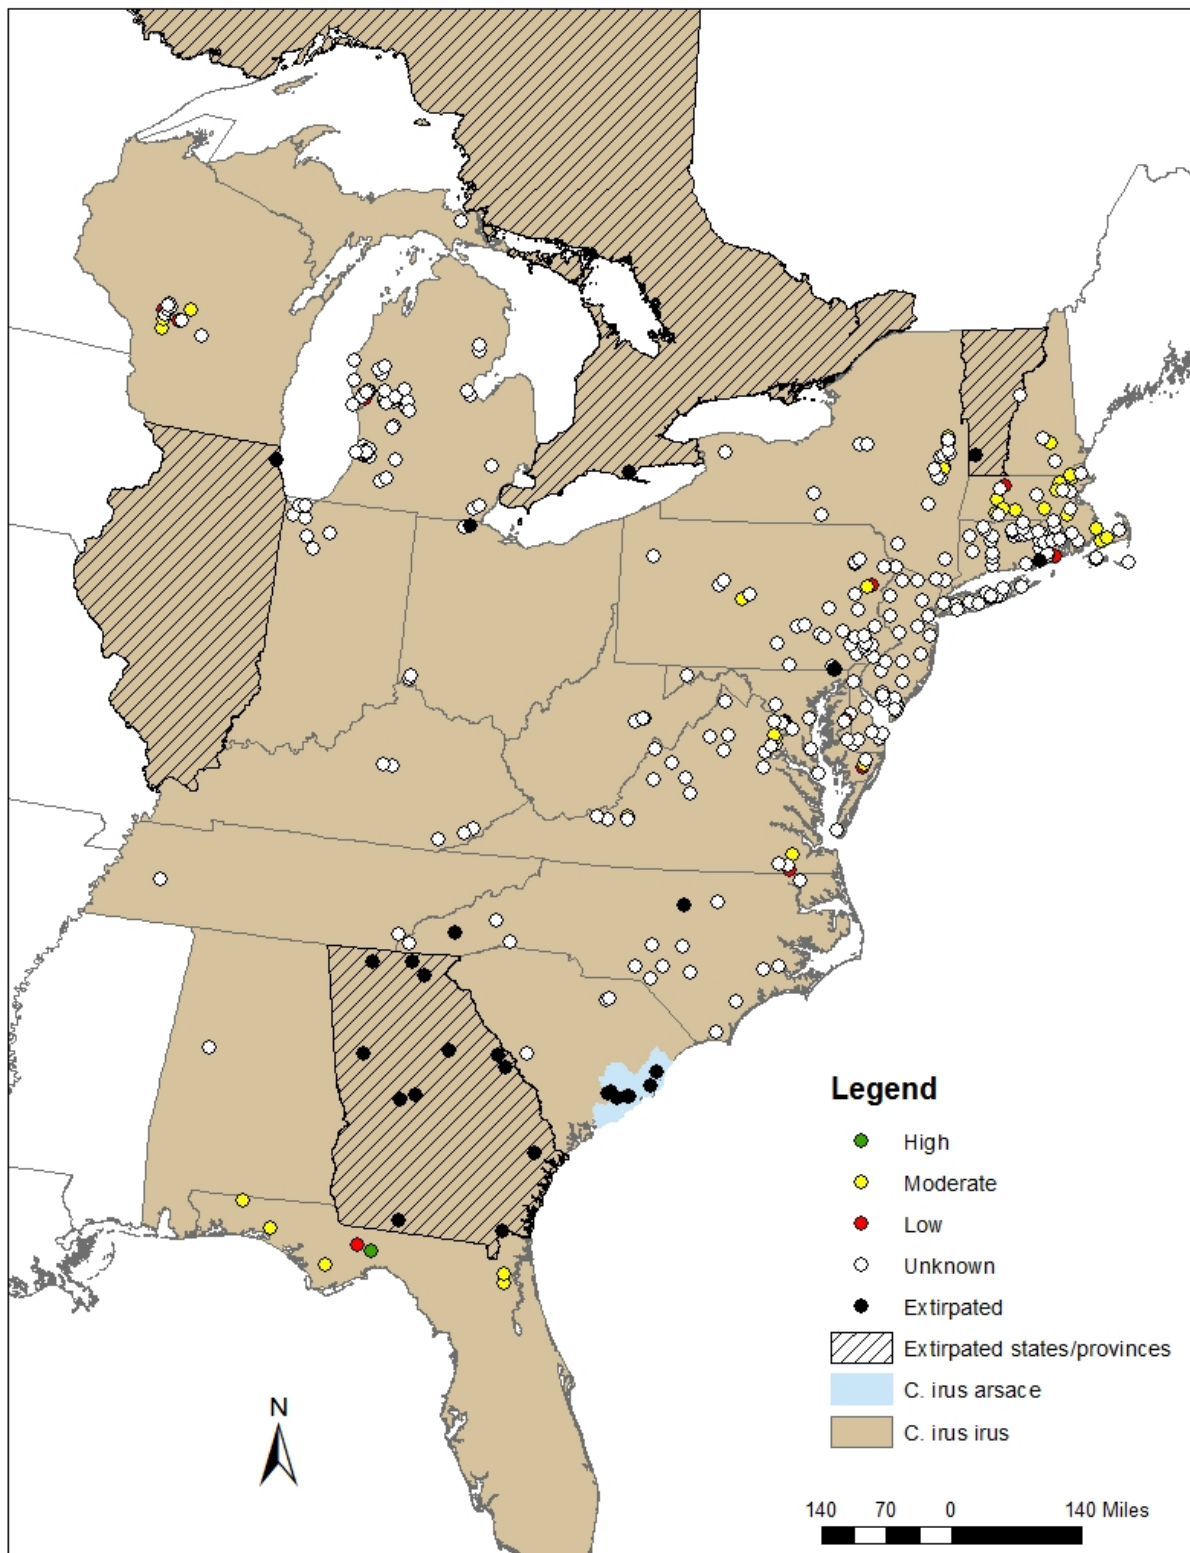 Legend
High
Moderate
Low
Unknown
Extirpated
Extirpated states/provinces
C. irus arsace
C. irus irus
N
140 70 0 140 Miles